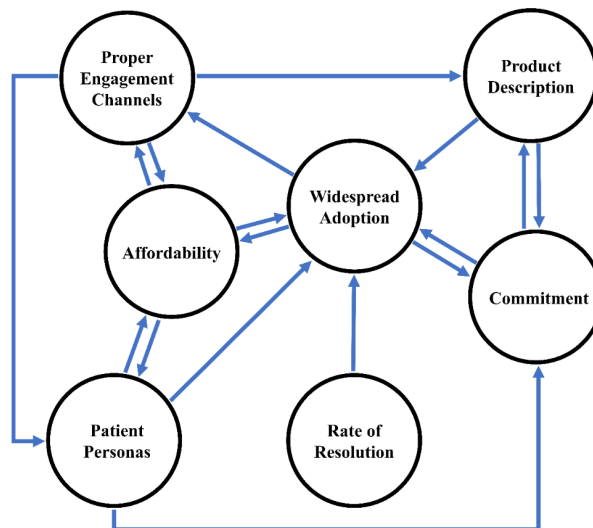 Proper
Engagement
Channels
Product
Description
Widespread
Adoption
Affordability
Commitment
Patient
Personas
Rate of
Resolution